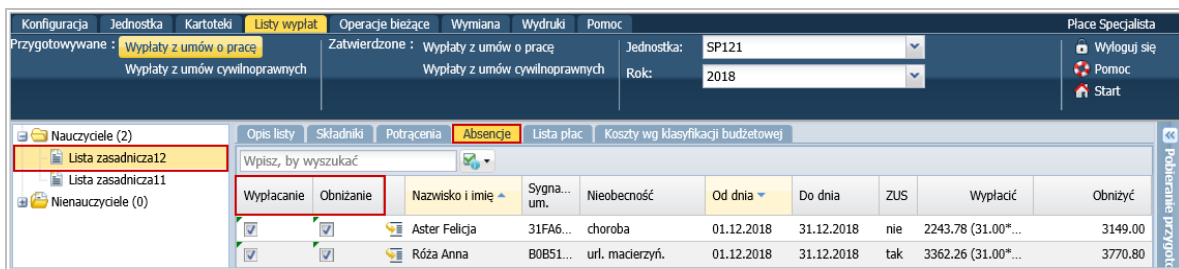 Konfiguracja Jednostka Kartoteki Listy wypłat Operacje bieżące Wymiana Wydruki Pomoc Płace Specjalista
Przygotowywane : Wypłaty z umów o pracę Zatwierdzone : Wypłaty z umów o pracę Jednostka: SP121 Wyloguj się
Wypłaty z umów cywilnoprawnych Wypłaty z umów cywilnoprawnych Rok: 2018 Pomoc
Start
Nauczyciele (2) Opis listy Składniki Potrącenia Absencje Lista płac Koszty wg klasyfikacji budżetowej
Lista zasadnicza12 Wpisz, by wyszukać
Lista zasadnicza11
Nienauczyciele (0) Wypłacanie Obniżanie Nazwisko i imię Sygna... um. Nieobecność Od dnia Do dnia ZUS Wypłacić Obniżyć
Aster Felicja 31FA6... choroba 01.12.2018 31.12.2018 nie 2243.78 (31.00*... 3149.00
Róża Anna B0B51... url. macierzyń. 01.12.2018 31.12.2018 tak 3362.26 (31.00*... 3770.80
Pobieranie przygoto